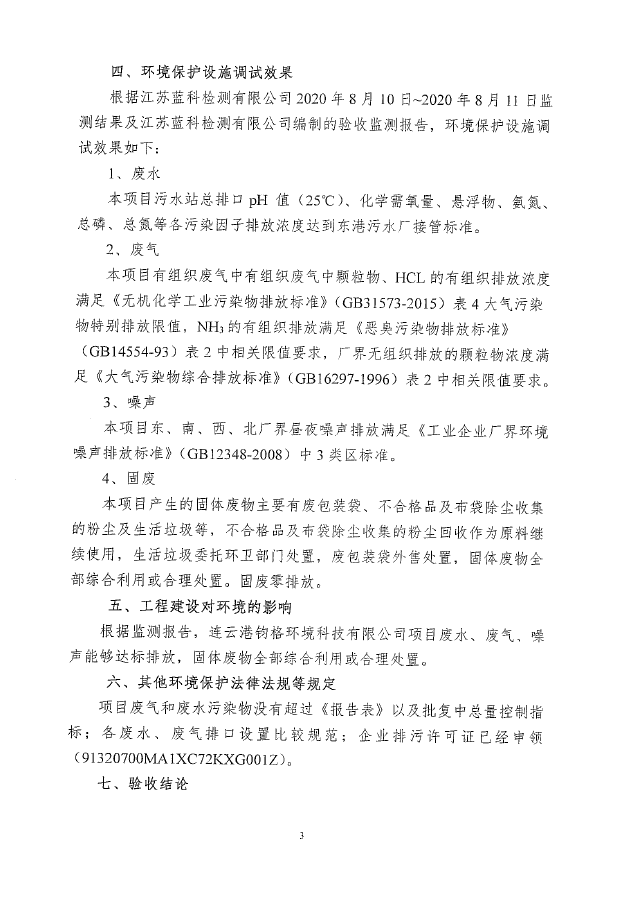 四、环境保护设施调试效果
根据江苏蓝科检测有限公司 2020 年 8 月 10 日~2020 年 8 月 11 日监
测结果及江苏蓝科检测有限公司编制的验收监测报告，环境保护设施调
试效果如下：
1、废水
本项目污水站总排口 pH 值（25℃）、化学需氧量、悬浮物、氨氮、
总磷、总氮等各污染因子排放浓度达到东港污水厂接管标准。
2、废气
本项目有组织废气中有组织废气中颗粒物、HCL 的有组织排放浓度
满足《无机化学工业污染物排放标准》（GB31573-2015）表 4 大气污染
物特别排放限值，NH₃ 的有组织排放满足《恶臭污染物排放标准》
（GB14554-93）表 2 中相关限值要求，厂界无组织排放的颗粒物浓度满
足《大气污染物综合排放标准》（GB16297-1996）表 2 中相关限值要求。
3、噪声
本项目东、南、西、北厂界昼夜噪声排放满足《工业企业厂界环境
噪声排放标准》（GB12348-2008）中 3 类区标准。
4、固废
本项目产生的固体废物主要有废包装袋、不合格品及布袋除尘收集
的粉尘及生活垃圾等，不合格品及布袋除尘收集的粉尘回收作为原料继
续使用，生活垃圾委托环卫部门处置，废包装袋外售处置，固体废物全
部综合利用或合理处置。固废零排放。
五、工程建设对环境的影响
根据监测报告，连云港钧格环境科技有限公司项目废水、废气、噪
声能够达标排放，固体废物全部综合利用或合理处置。
六、其他环境保护法律法规等规定
项目废气和废水污染物没有超过《报告表》以及批复中总量控制指
标；各废水、废气排口设置比较规范；企业排污许可证已经申领
（91320700MA1XC72KXG001Z）。
七、验收结论
3